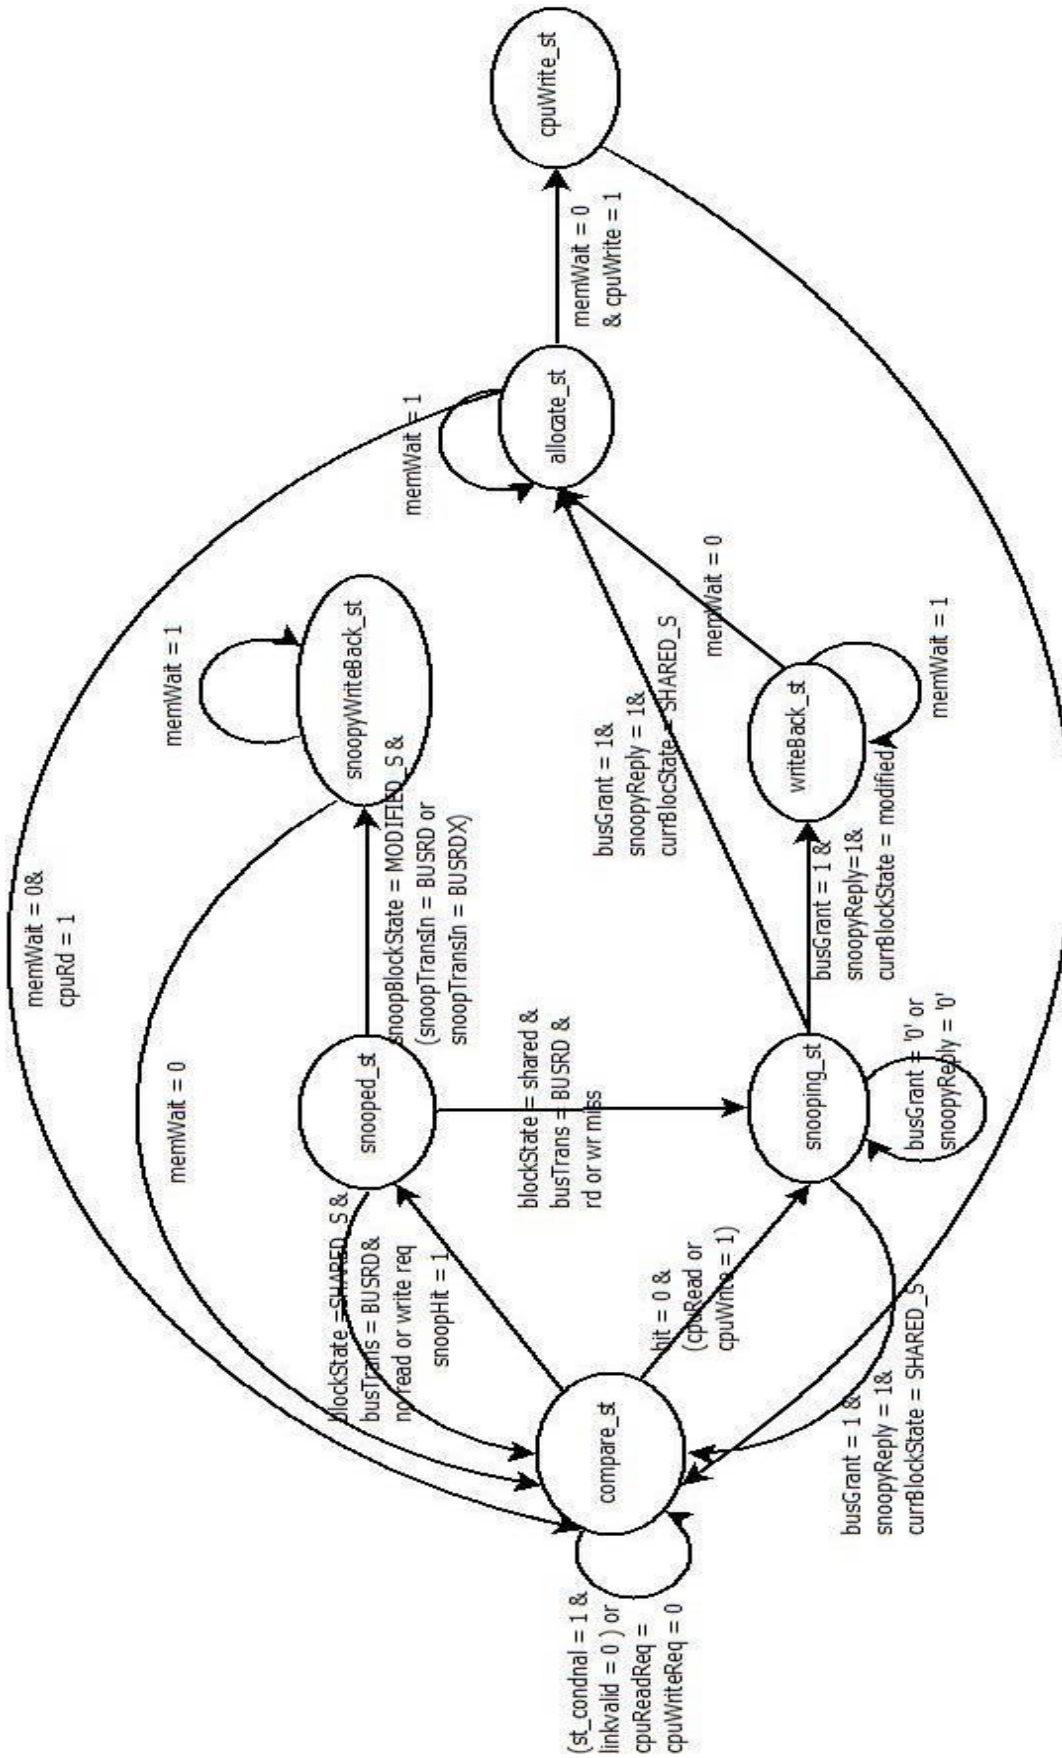 (st_condnal = 1 &
linkvalid = 0 ) or
cpuReadReq =
cpuWriteReq = 0
compare_st
memWait = 0&
cpuRd = 1
memWait = 0
blockState =SHARED_S &
busTrans = BUSRD&
no read or write req
snoopHit = 1
hit = 0 &
(cpuRead or
cpuWrite = 1)
busGrant = 1 &
snoopyReply = 1&
currBlockState = SHARED_S
snooped_st
blockState = shared &
busTrans = BUSRD &
rd or wr miss
snooping_st
busGrant = '0' or
snoopyReply = '0'
snoopBlockState = MODIFIED_S &
(snoopTransIn = BUSRD or
snoopTransIn = BUSRDX)
busGrant = 1&
snoopyReply = 1&
currBlocState = SHARED_S
busGrant = 1 &
snoopyReply=1&
currBlockState = modified
memWait = 1
snoopyWriteBack_st
writeBack_st
memWait = 0
memWait = 1
memWait = 1
allocate_st
memWait = 0
& cpuWrite = 1
cpuWrite_st